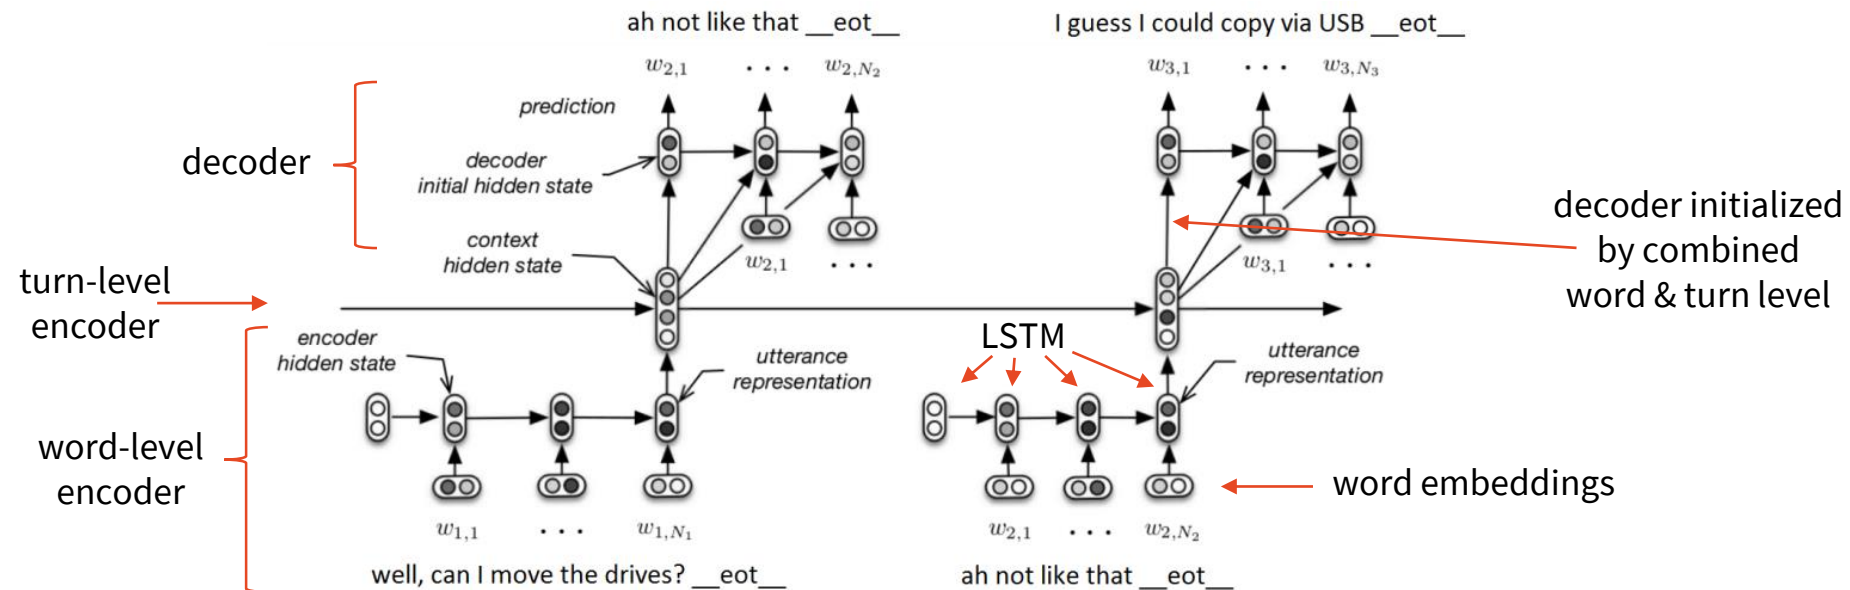 ah not like that __eot__
I guess I could copy via USB __eot__
w2,1 · · · w2,N2
w3,1 · · · w3,N3
prediction
decoder
decoder
initial hidden state
decoder initialized
by combined
word & turn level
context
hidden state
w2,1 · · ·
w3,1 · · ·
turn-level
encoder
encoder
hidden state
utterance
representation
LSTM
utterance
representation
word-level
encoder
word embeddings
w1,1 · · · w1,N1
w2,1 · · · w2,N2
well, can I move the drives? __eot__
ah not like that __eot__